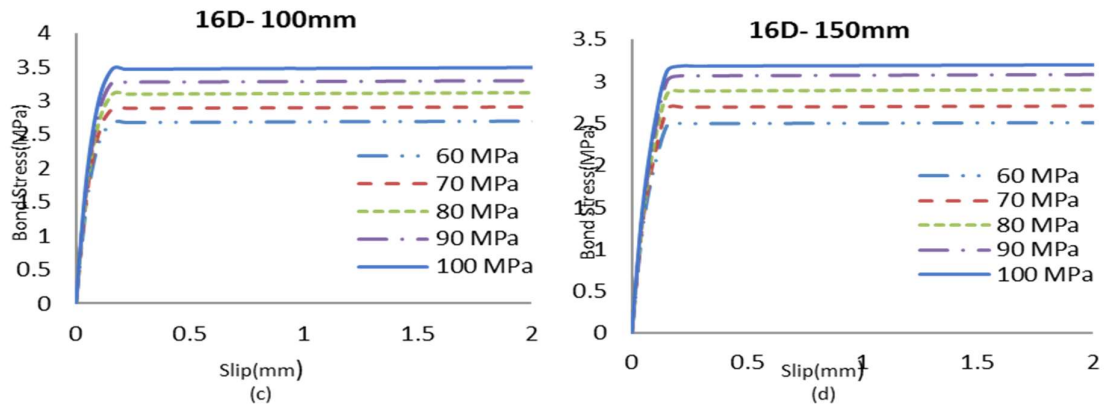 16D- 100mm
4
3.5
3
2.5
2
1.5
1
0.5
0
Bond Stress(MPa)
60 MPa
70 MPa
80 MPa
90 MPa
100 MPa
0 0.5 1 1.5 2
Slip(mm)
(c)
16D- 150mm
3.5
3
2.5
2
1.5
1
0.5
0
Bond Stress(MPa)
60 MPa
70 MPa
80 MPa
90 MPa
100 MPa
0 0.5 1 1.5 2
Slip(mm)
(d)